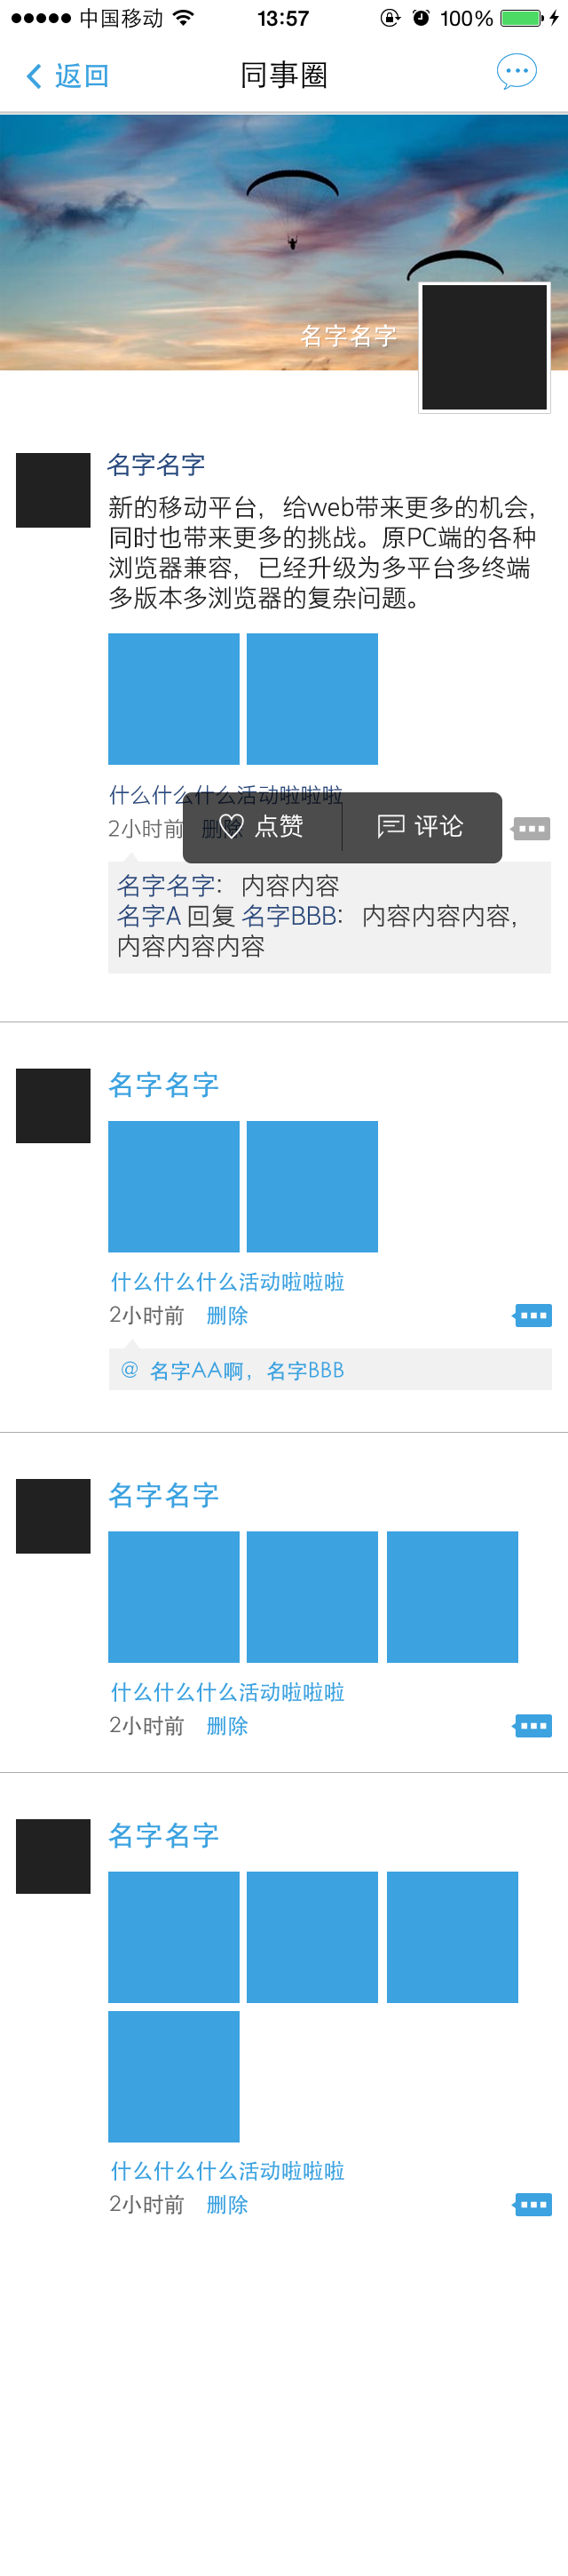 中国移动 13:57 100%
返回 同事圈
名字名字
名字名字
新的移动平台，给web带来更多的机会，
同时也带来更多的挑战。原PC端的各种
浏览器兼容，已经升级为多平台多终端
多版本多浏览器的复杂问题。
什么什么什么活动啦啦啦
2小时前 删除 点赞 评论
名字名字：内容内容
名字A 回复 名字BBB：内容内容内容，
内容内容内容
名字名字
什么什么什么活动啦啦啦
2小时前 删除
@ 名字AA啊，名字BBB
名字名字
什么什么什么活动啦啦啦
2小时前 删除
名字名字
什么什么什么活动啦啦啦
2小时前 删除